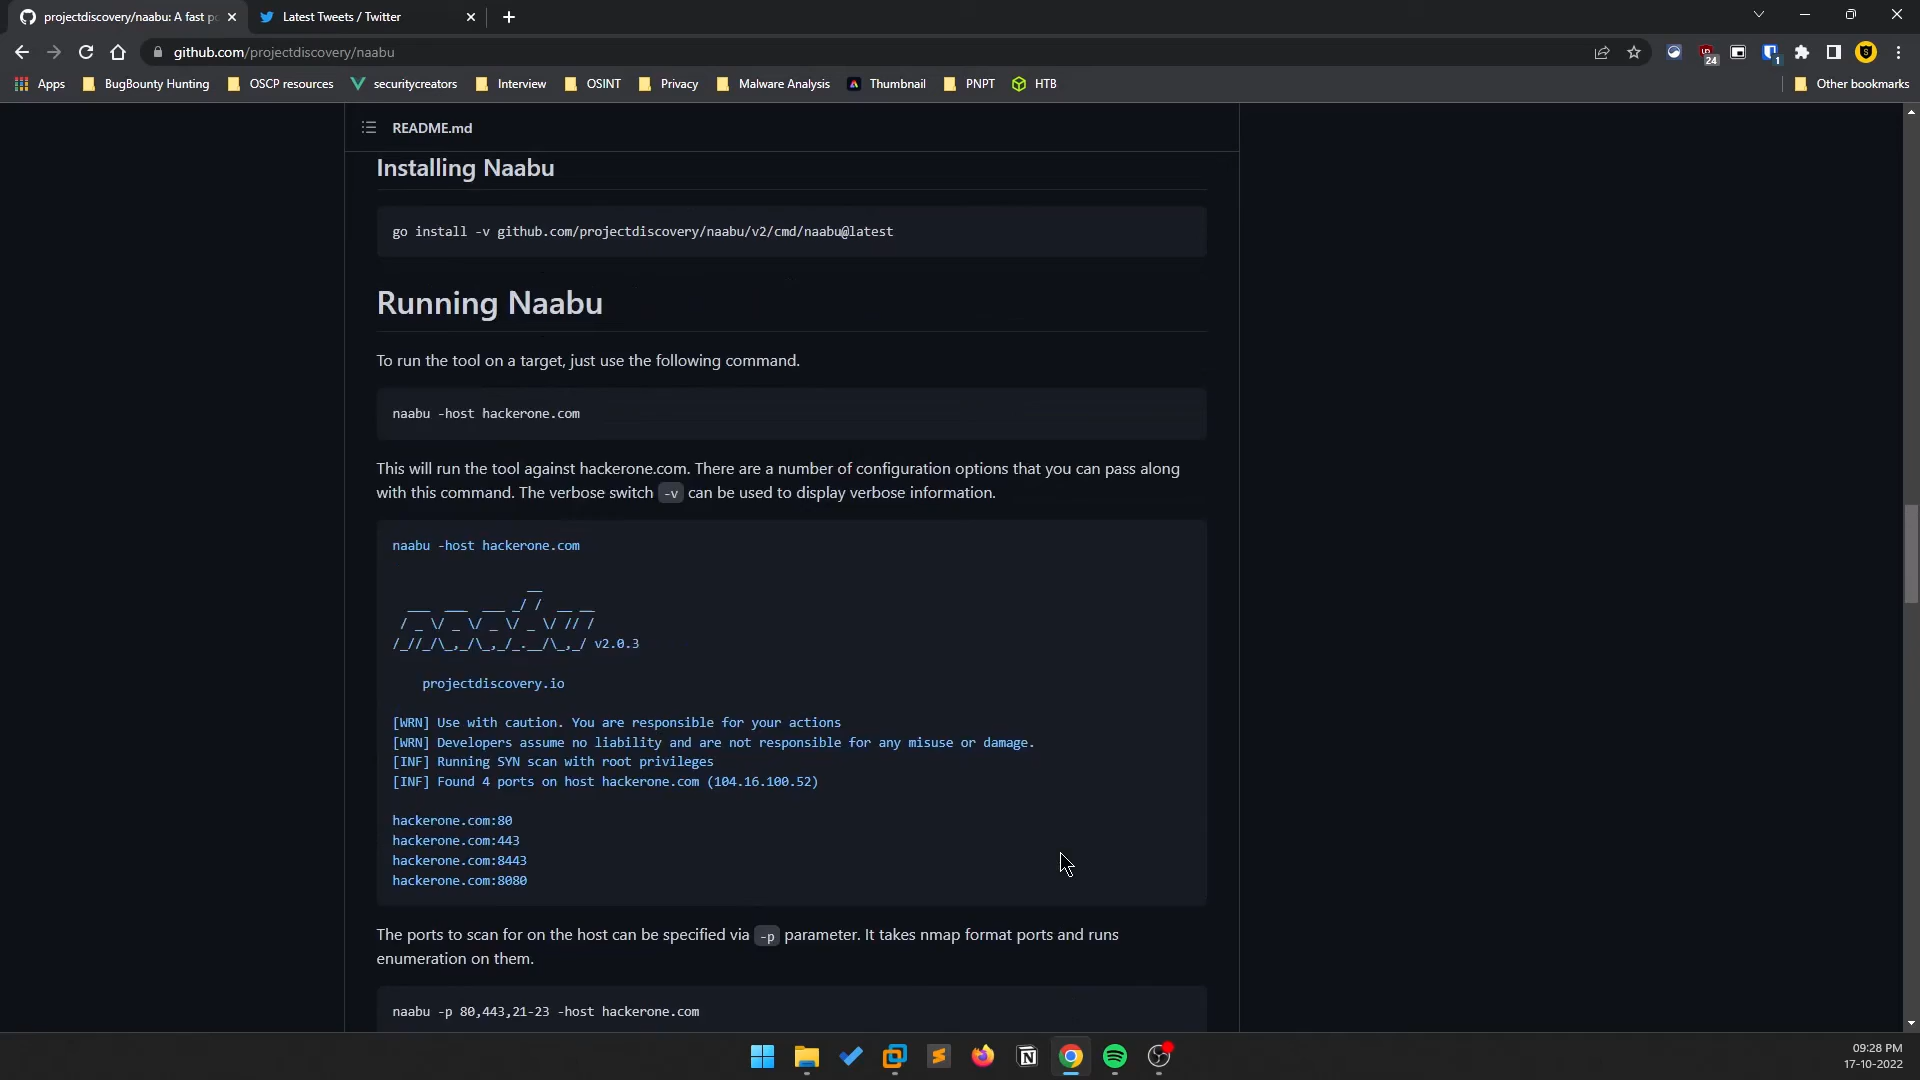 projectdiscovery/naabu: A fast po
Latest Tweets / Twitter
github.com/projectdiscovery/naabu
24
1
S
Apps
BugBounty Hunting
OSCP resources
securitycreators
Interview
OSINT
Privacy
Malware Analysis
Thumbnail
PNPT
HTB
Other bookmarks
README.md
Installing Naabu
go install -v github.com/projectdiscovery/naabu/v2/cmd/naabu@latest
Running Naabu
To run the tool on a target, just use the following command.
naabu -host hackerone.com
This will run the tool against hackerone.com. There are a number of configuration options that you can pass along
with this command. The verbose switch -v can be used to display verbose information.
naabu -host hackerone.com
                  __
  ___  ___  ___ _/ /  __ __
 / _ \/ _ \/ _ \/ _ \/ // /
/_//_/\_,_/\_,_/_.__/\_,_/ v2.0.3
projectdiscovery.io
[WRN] Use with caution. You are responsible for your actions
[WRN] Developers assume no liability and are not responsible for any misuse or damage.
[INF] Running SYN scan with root privileges
[INF] Found 4 ports on host hackerone.com (104.16.100.52)
hackerone.com:80
hackerone.com:443
hackerone.com:8443
hackerone.com:8080
The ports to scan for on the host can be specified via -p parameter. It takes nmap format ports and runs
enumeration on them.
naabu -p 80,443,21-23 -host hackerone.com
09:28 PM
17-10-2022